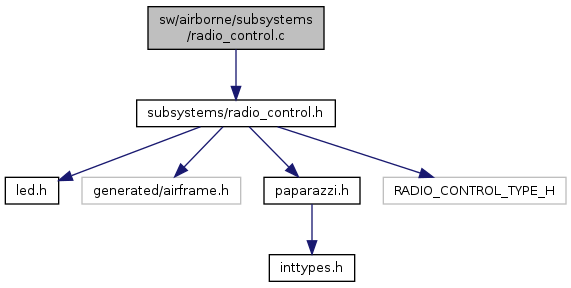 sw/airborne/subsystems
/radio_control.c
subsystems/radio_control.h
led.h
generated/airframe.h
paparazzi.h
RADIO_CONTROL_TYPE_H
inttypes.h